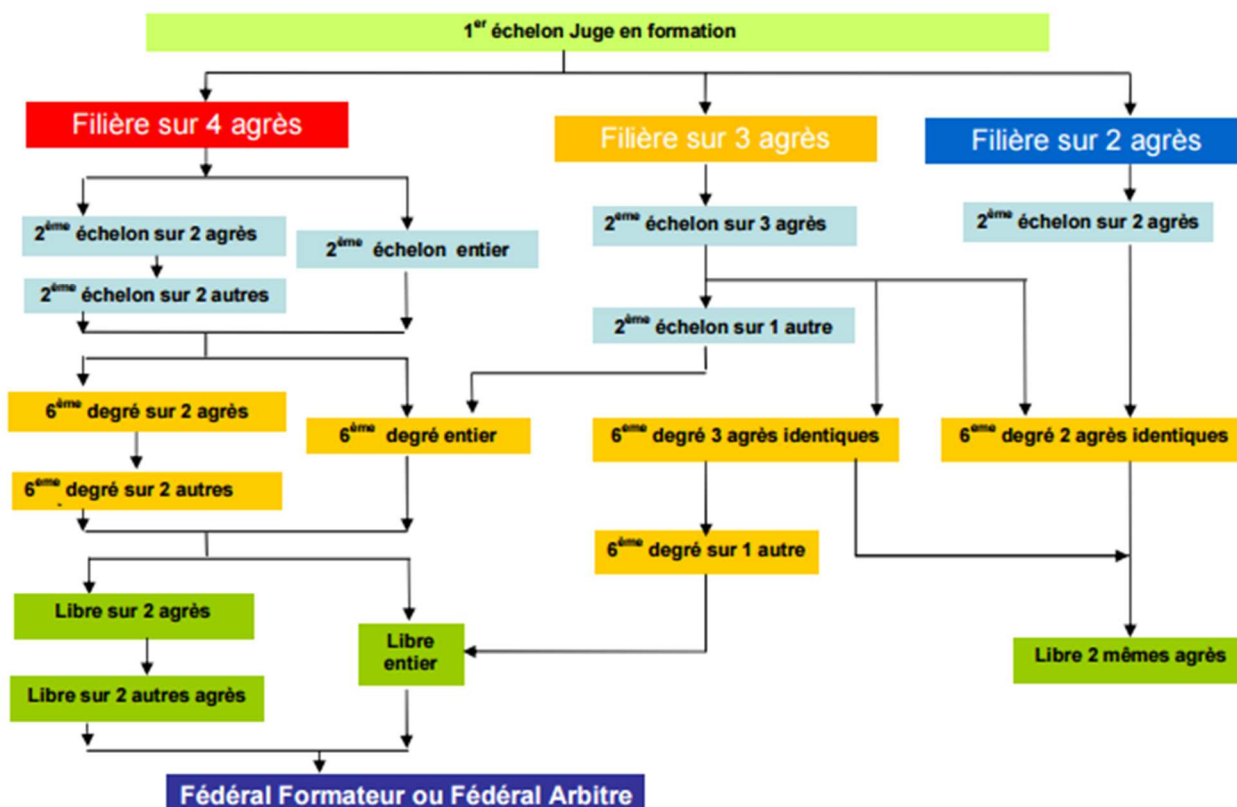 1er échelon Juge en formation
Filière sur 4 agrès
Filière sur 3 agrès
Filière sur 2 agrès
2ème échelon sur 2 agrès
2ème échelon entier
2eme échelon sur 3 agrès
2ème échelon sur 2 agrès
2ème échelon sur 2 autres
2ème échelon sur 1 autre
6ème degré sur 2 agrès
6ème degré entier
6eme degré 3 agrès identiques
6eme degré 2 agrès identiques
6eme degré sur 2 autres
6ème degré sur 1 autre
Libre sur 2 agrès
Libre
entier
Libre 2 mêmes agrès
Libre sur 2 autres agrès
Fédéral Formateur ou Fédéral Arbitre